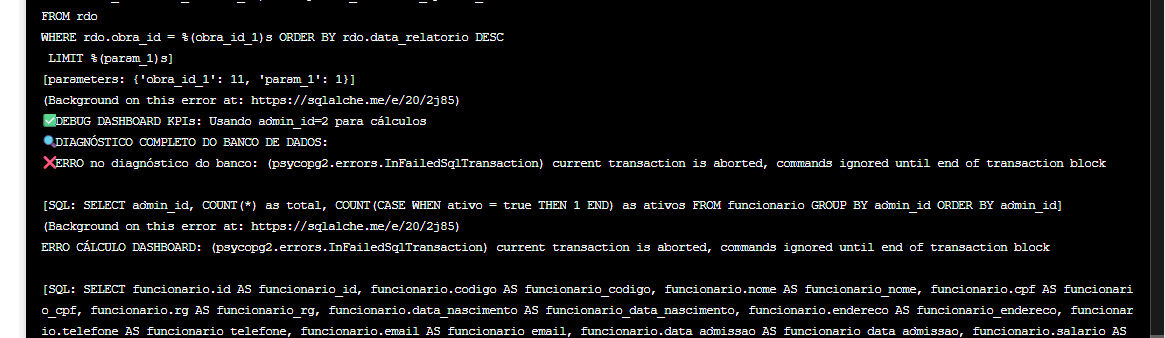 FROM rdo
WHERE rdo.obra_id = %(obra_id_1)s ORDER BY rdo.data_relatorio DESC
LIMIT %(param_1)s]
[parameters: {'obra_id_1': 11, 'param_1': 1}]
(Background on this error at: https://sqlalche.me/e/20/2j85)
✅DEBUG DASHBOARD KPIs: Usando admin_id=2 para cálculos
🔍DIAGNÓSTICO COMPLETO DO BANCO DE DADOS:
❌ERRO no diagnóstico do banco: (psycopg2.errors.InFailedSqlTransaction) current transaction is aborted, commands ignored until end of transaction block
[SQL: SELECT admin_id, COUNT(*) as total, COUNT(CASE WHEN ativo = true THEN 1 END) as ativos FROM funcionario GROUP BY admin_id ORDER BY admin_id]
(Background on this error at: https://sqlalche.me/e/20/2j85)
ERRO CÁLCULO DASHBOARD: (psycopg2.errors.InFailedSqlTransaction) current transaction is aborted, commands ignored until end of transaction block
[SQL: SELECT funcionario.id AS funcionario_id, funcionario.codigo AS funcionario_codigo, funcionario.nome AS funcionario_nome, funcionario.cpf AS funcionari
o_cpf, funcionario.rg AS funcionario_rg, funcionario.data_nascimento AS funcionario_data_nascimento, funcionario.endereco AS funcionario_endereco, funcionar
io.telefone AS funcionario_telefone, funcionario.email AS funcionario_email, funcionario.data_admissao AS funcionario_data_admissao, funcionario.salario AS